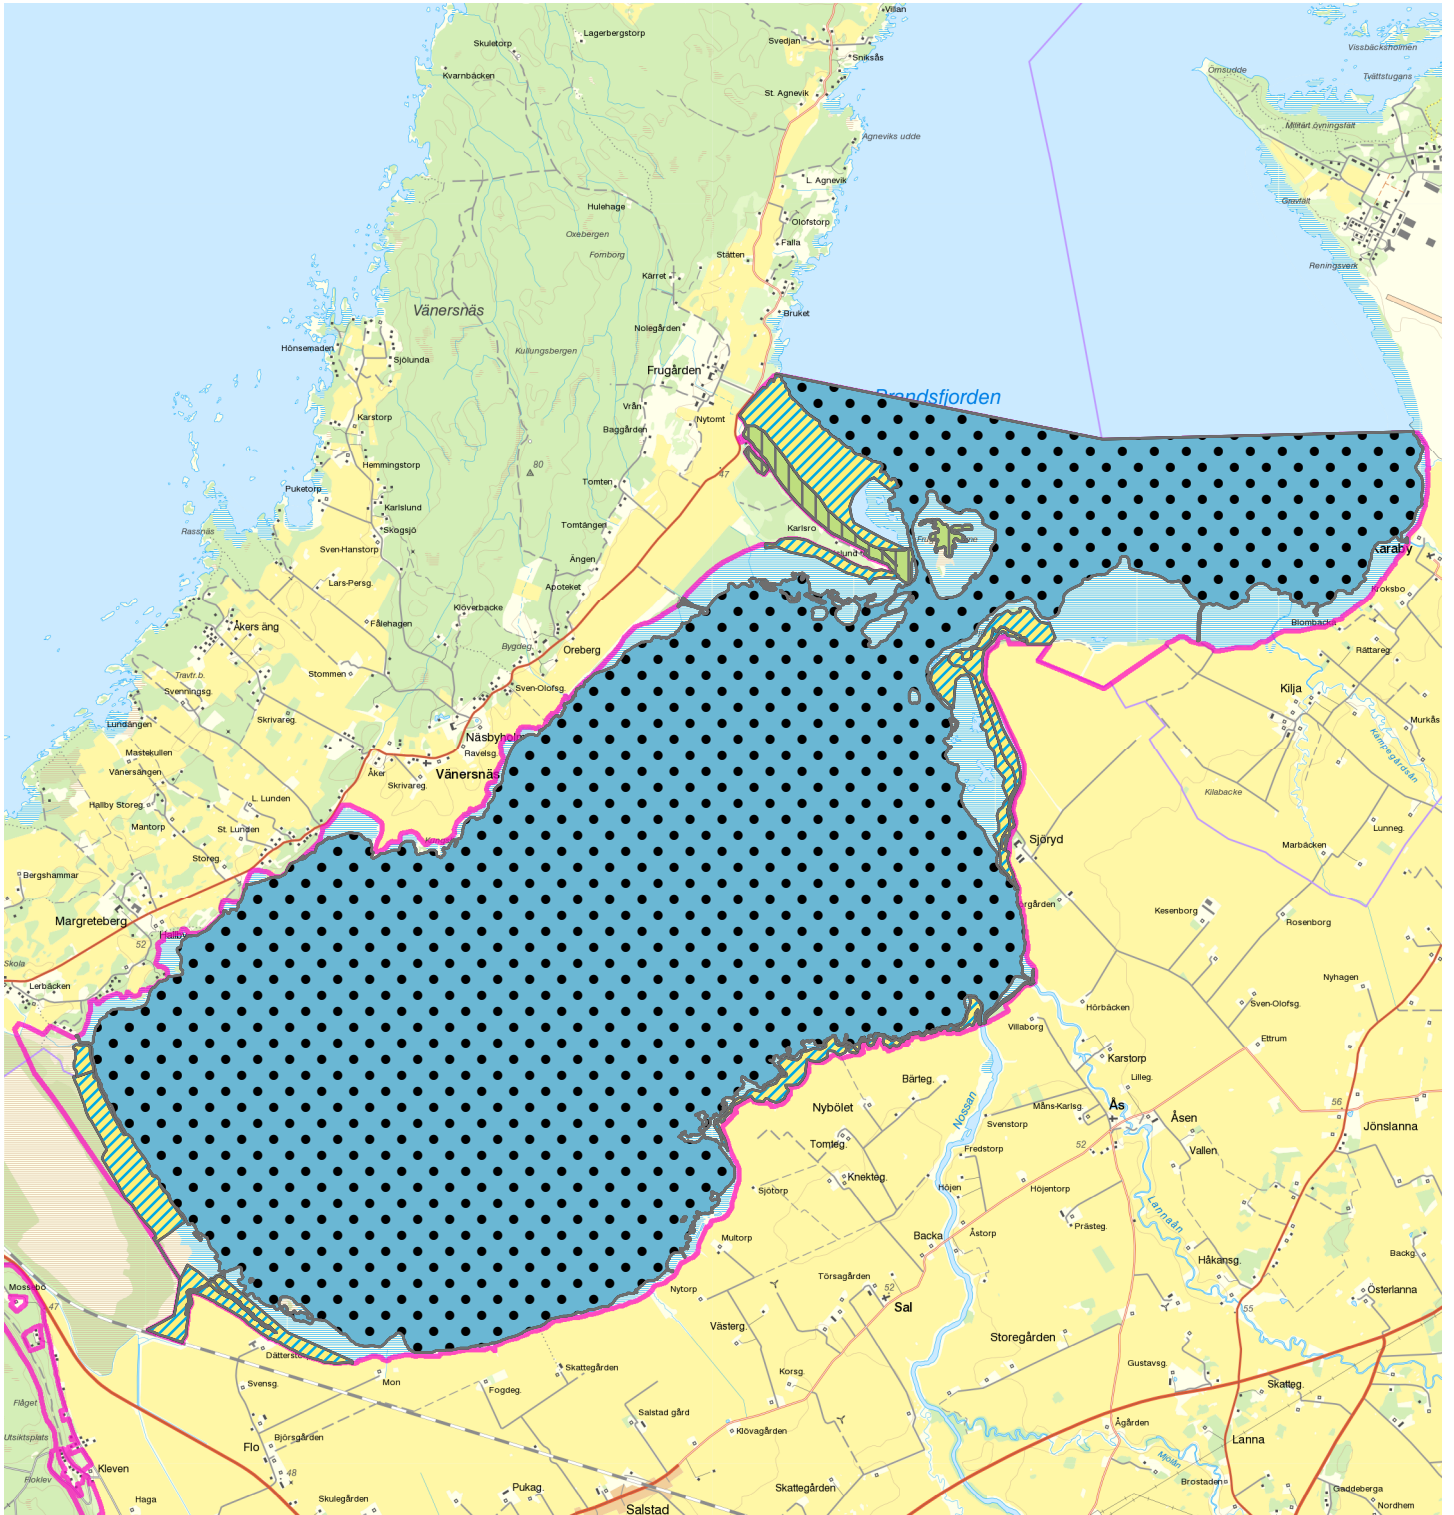 Villan
Lagerbergstorp
Svedjan
Skuletorp
Vissbäcksholmen
Sniksås
Omsudde
Kvarnbäcken
Tvättstugans
St. Agnevik
Militärt övningsfält
Agneviks udde
L. Agnevik
Gravfält
Hulehage
Olofstorp
Oxebergen
Falla
Fornborg
Stätten
Reningsverk
Kärret
Vänersnäs
Bruket
Nolegården
Hönsemaden
Kullungsbergen
Sjölunda
Frugården
Brandsfjorden
Vrån
Karstorp
Nytomt
Baggården
Hemmingstorp
80
47
Tomten
Puketorp
Karlslund
Tomtängen
Karlsro
Rassnäs
Skogsjö
Sven-Hanstorp
Karaby
Ängen
Lars-Persg.
Apoteket
Kroksbo
Klöverbacke
Fålehagen
Blombacka
Åkers äng
Bygdeg.
Oreberg
Rättareg.
Travtr.b.
Stommen
Svenningsg.
Sven-Olofsg.
Kilja
Skrivareg.
Murkås
Lundängen
Näsbyholm
Mastekullen
Ravelsg.
Kämpegårdsån
Vänersängen
Åker
Vänersnäs
Skrivareg.
Kilabacke
L. Lunden
Hallby Storeg.
Mantorp
St. Lunden
Lunneg.
Sjöryd
Marbäcken
Storeg.
Bergshammar
Kesenborg
Margreteberg
Rosenborg
Hallby
52
Skola
Nyhagen
Lerbäcken
Sven-Olofsg.
Hörbäcken
Villaborg
Ettrum
Karstorp
Bärteg.
Lilleg.
56
Nybölet
Måns-Karlsg.
Ås
Nossan
Åsen
Svenstorp
Jönslanna
Tomteg.
52
Fredstorp
Vallen
Knekteg.
Sjötorp
Höjen
Höjentorp
Lannaån
Prästeg.
Multorp
Backa
Åstorp
Backg.
Håkansg.
Törsagården
52
Mossebo
Nytorp
Österlanna
47
Sal
55
Västerg.
Storegården
Skattegården
Gustavsg.
Korsg.
Svensg.
Mon
Fogdeg.
Skatteg.
Flåget
Salstad gård
Ågården
Utsiktsplats
Björsgården
Klövagården
Flo
Lanna
Mjölån
Kleven
48
Floklev
Brostaden
Pukag.
Skattegården
Gaddeberga
Haga
Skulegården
Salstad
Nordhem